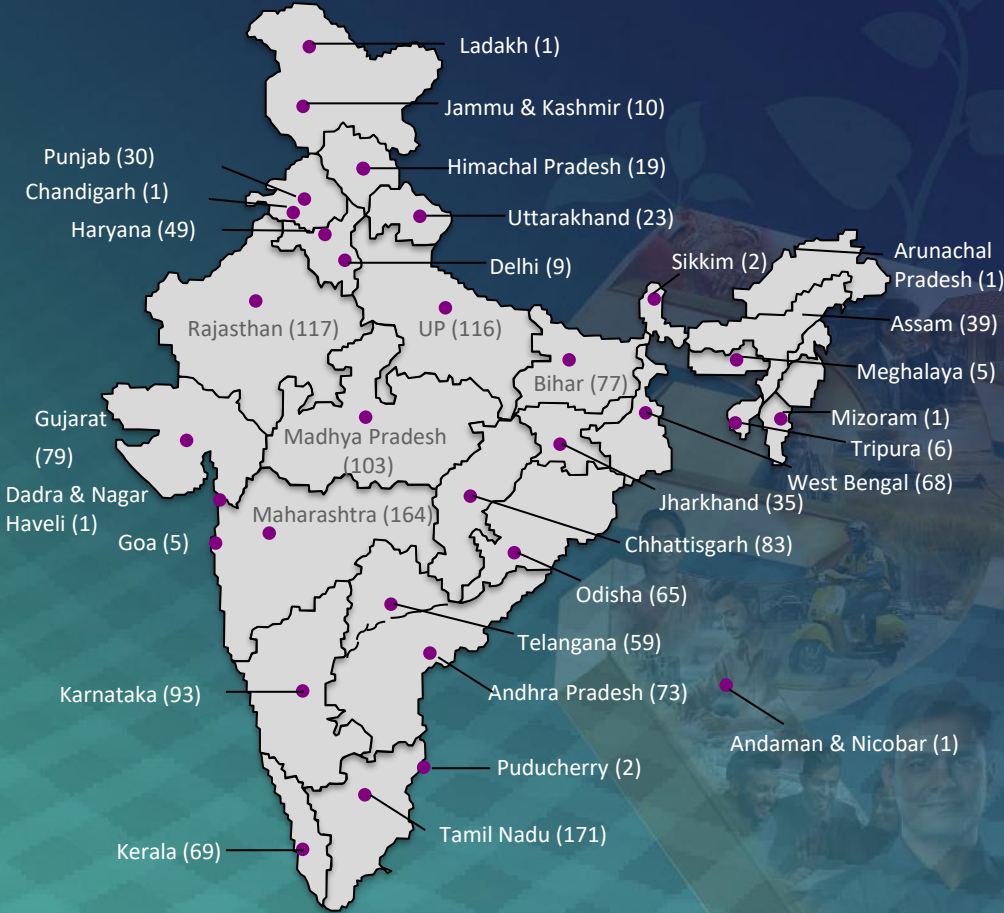 Ladakh (1)
Jammu & Kashmir (10)
Punjab (30)
Himachal Pradesh (19)
Chandigarh (1)
Uttarakhand (23)
Haryana (49)
Delhi (9)
Sikkim (2)
Arunachal
Pradesh (1)
Rajasthan (117)
UP (116)
Assam (39)
Bihar (77)
Meghalaya (5)
Gujarat
(79)
Madhya Pradesh
(103)
Mizoram (1)
Tripura (6)
West Bengal (68)
Dadra & Nagar
Haveli (1)
Maharashtra (164)
Jharkhand (35)
Goa (5)
Chhattisgarh (83)
Odisha (65)
Telangana (59)
Karnataka (93)
Andhra Pradesh (73)
Andaman & Nicobar (1)
Puducherry (2)
Tamil Nadu (171)
Kerala (69)